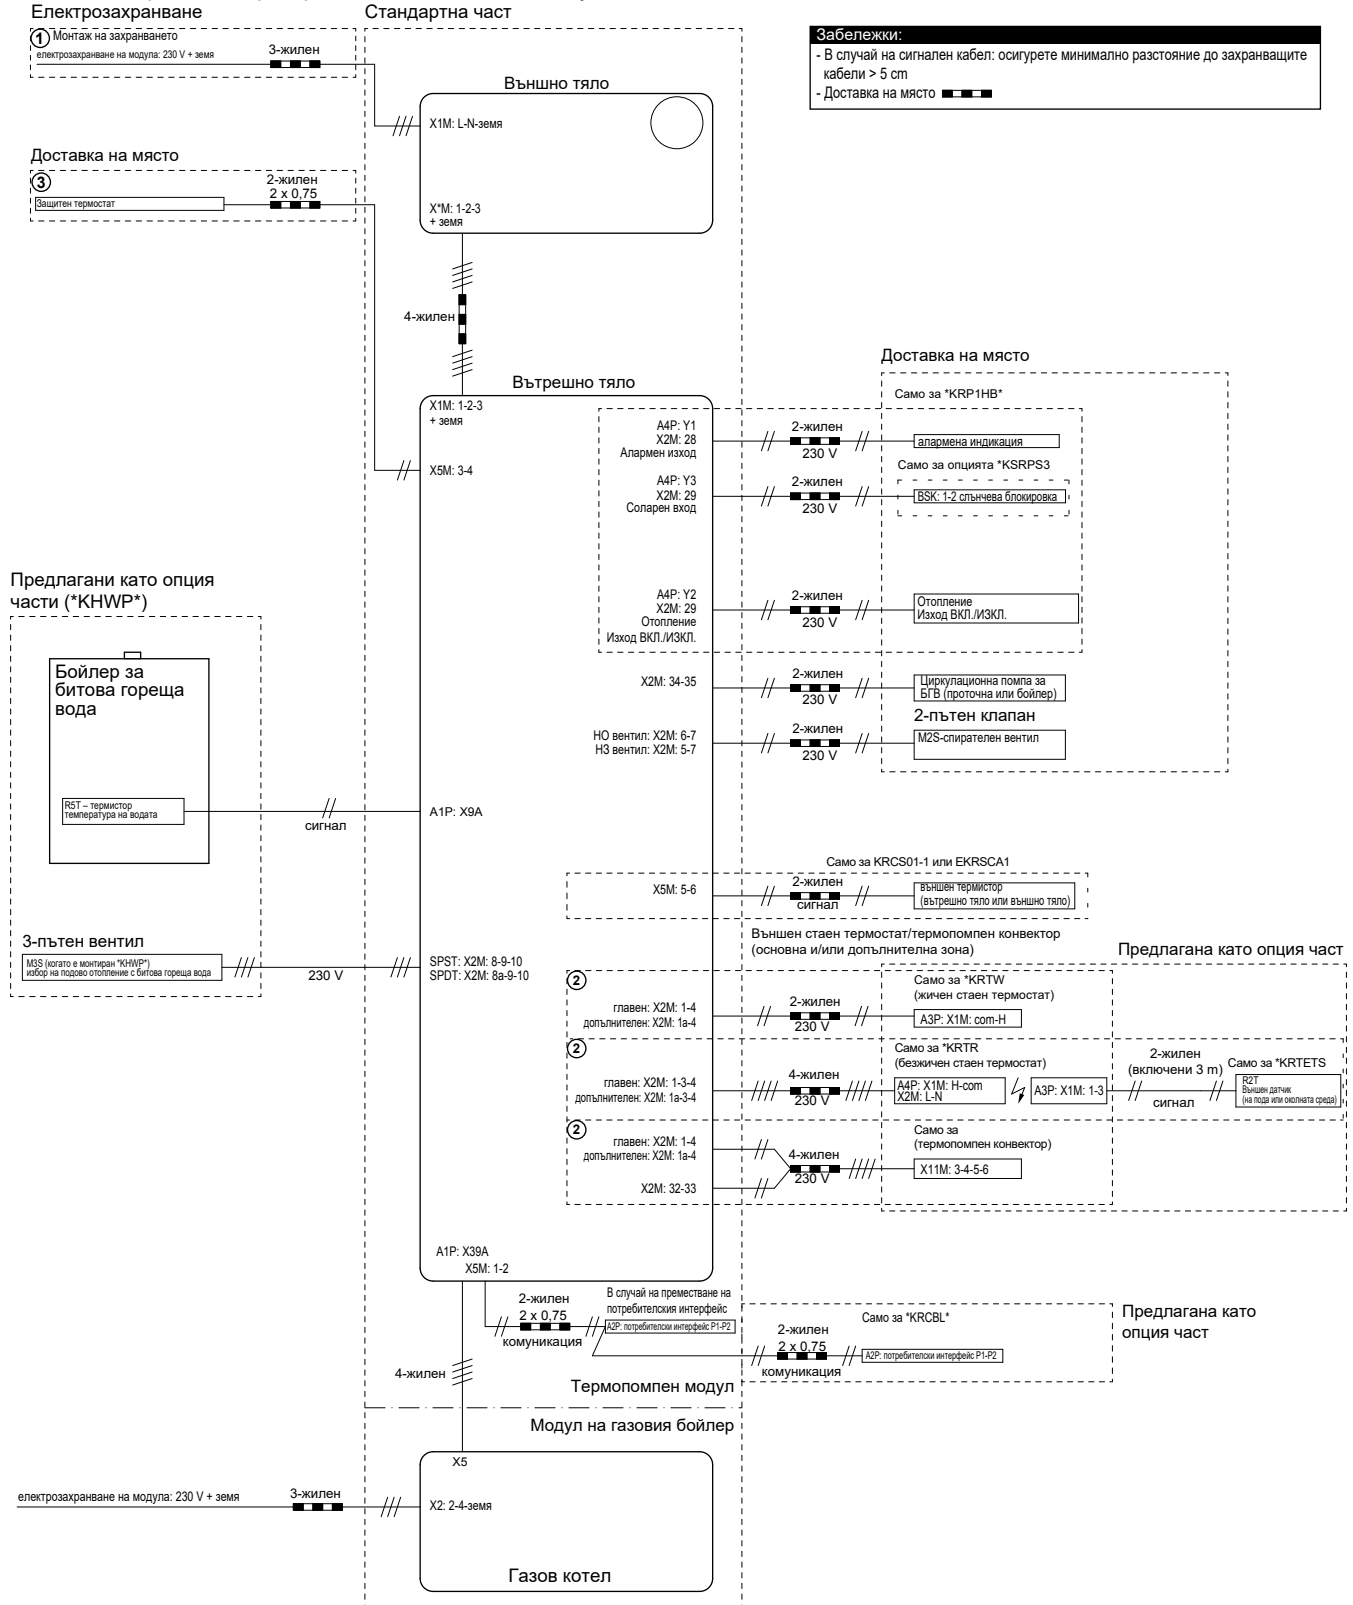 Електрозахранване
1 Монтаж на захранването
електрозахранване на модула: 230 V + земя
3-жилен
Стандартна част
Забележки:
- В случай на сигнален кабел: осигурете минимално разстояние до захранващите
кабели > 5 cm
- Доставка на място
Външно тяло
X1M: L-N-земя
X*M: 1-2-3
+ земя
Доставка на място
3
Защитен термостат
2-жилен
2 x 0,75
4-жилен
Вътрешно тяло
X1M: 1-2-3
+ земя
X5M: 3-4
Доставка на място
Само за *KRP1HB*
A4P: Y1
X2M: 28
Алармен изход
2-жилен
230 V
алармена индикация
Само за опцията *KSRPS3
A4P: Y3
X2M: 29
Соларен вход
2-жилен
230 V
BSK: 1-2 слънчева блокировка
A4P: Y2
X2M: 29
Отопление
Изход ВКЛ./ИЗКЛ.
2-жилен
230 V
Отопление
Изход ВКЛ./ИЗКЛ.
X2M: 34-35
2-жилен
230 V
Циркулационна помпа за
БГВ (проточна или бойлер)
2-пътен клапан
НО вентил: X2M: 6-7
НЗ вентил: X2M: 5-7
2-жилен
230 V
M2S-спирателен вентил
Предлагани като опция
части (*KHWP*)
Бойлер за
битова гореща
вода
R5T – термистор
температура на водата
сигнал
A1P: X9A
3-пътен вентил
M3S (когато е монтиран *KHWP*)
избор на подово отопление с битова гореща вода
230 V
SPST: X2M: 8-9-10
SPDT: X2M: 8a-9-10
Само за KRCS01-1 или EKRSCA1
X5M: 5-6
2-жилен
сигнал
външен термистор
(вътрешно тяло или външно тяло)
Външен стаен термостат/термопомпен конвектор
(основна и/или допълнителна зона)
Предлагана като опция част
2
главен: X2M: 1-4
допълнителен: X2M: 1a-4
2-жилен
230 V
Само за *KRTW
(жичен стаен термостат)
A3P: X1M: com-H
2
главен: X2M: 1-3-4
допълнителен: X2M: 1a-3-4
4-жилен
230 V
Само за *KRTR
(безжичен стаен термостат)
A4P: X1M: H-com
X2M: L-N
A3P: X1M: 1-3
2-жилен
(включени 3 m)
сигнал
Само за *KRTETS
R2T
Външен датчик
(на пода или околната среда)
2
главен: X2M: 1-4
допълнителен: X2M: 1a-4
X2M: 32-33
4-жилен
230 V
Само за
(термопомпен конвектор)
X11M: 3-4-5-6
A1P: X39A
X5M: 1-2
2-жилен
2 x 0,75
комуникация
В случай на преместване на
потребителския интерфейс
A2P: потребителски интерфейс P1-P2
2-жилен
2 x 0,75
комуникация
Само за *KRCBL*
A2P: потребителски интерфейс P1-P2
Предлагана като
опция част
4-жилен
Термопомпен модул
Модул на газовия бойлер
X5
електрозахранване на модула: 230 V + земя
3-жилен
X2: 2-4-земя
Газов котел